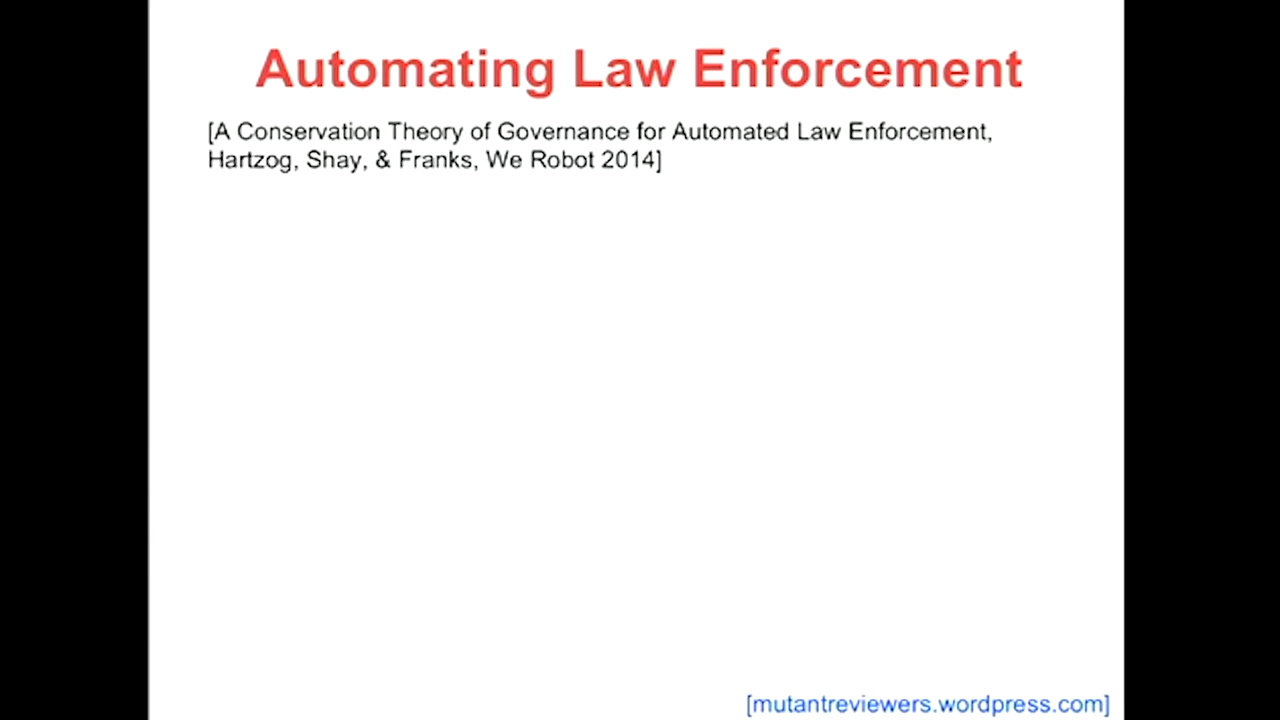 Automating Law Enforcement
[A Conservation Theory of Governance for Automated Law Enforcement,
Hartzog, Shay, & Franks, We Robot 2014]
[mutantreviewers.wordpress.com]